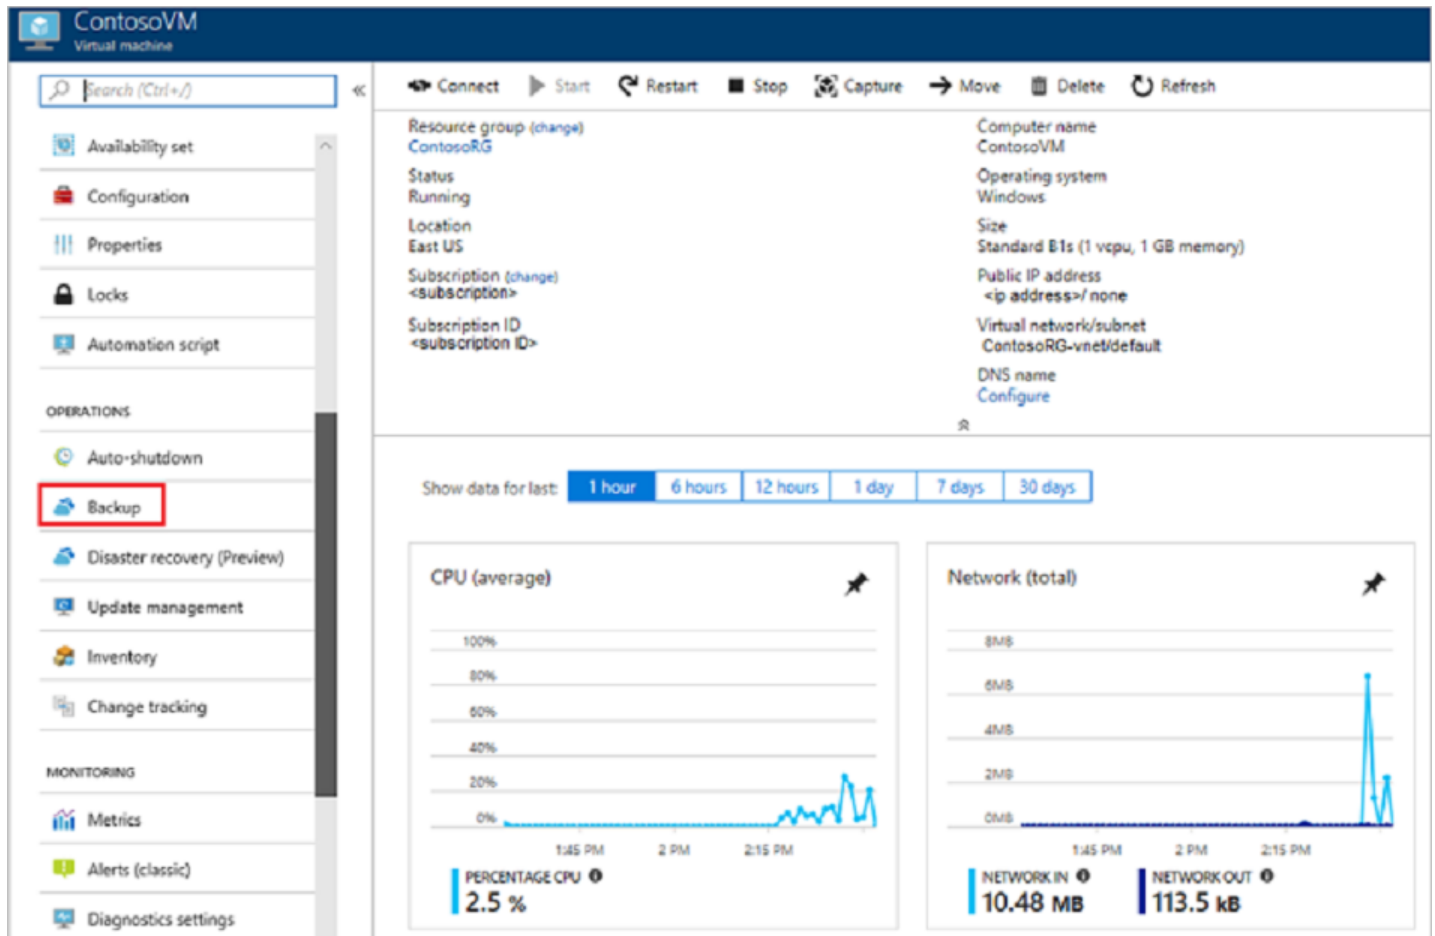 ContosoVM
Virtual machine
Search (Ctrl+/)
Availability set
Configuration
Properties
Locks
Automation script
OPERATIONS
Auto-shutdown
Backup
Disaster recovery (Preview)
Update management
Inventory
Change tracking
MONITORING
Metrics
Alerts (classic)
Diagnostics settings
Connect Start Restart Stop Capture Move Delete Refresh
Resource group (change)
ContosoRG
Status
Running
Location
East US
Subscription (change)
<subscription>
Subscription ID
<subscription ID>
Computer name
ContosoVM
Operating system
Windows
Size
Standard B1s (1 vcpu, 1 GB memory)
Public IP address
<ip address>/ none
Virtual network/subnet
ContosoRG-vnet/default
DNS name
Configure
Show data for last: 1 hour 6 hours 12 hours 1 day 7 days 30 days
CPU (average)
100%
80%
60%
40%
20%
0%
1:45 PM 2 PM 2:15 PM
PERCENTAGE CPU
2.5 %
Network (total)
8MB
6MB
4MB
2MB
0MB
1:45 PM 2 PM 2:15 PM
NETWORK IN NETWORK OUT
10.48 MB 113.5 kB